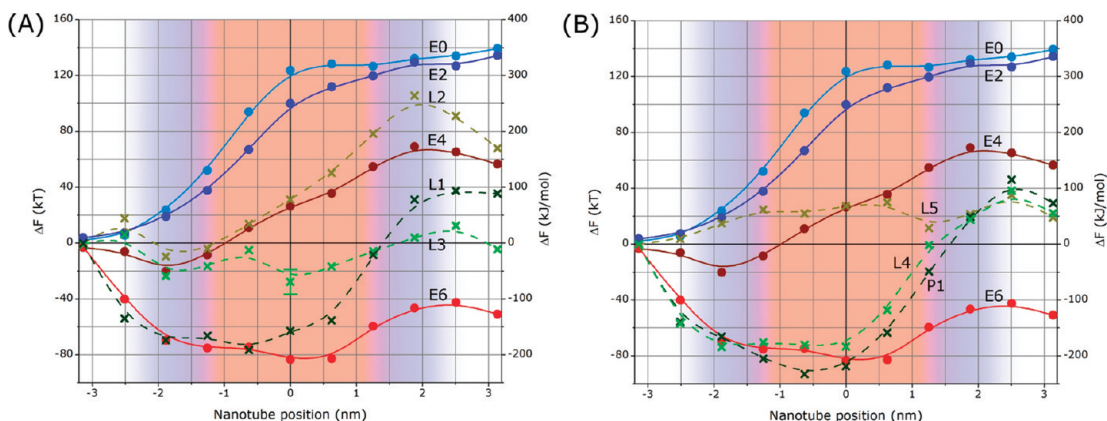 (A)
160
120
80
40
0
-40
-80
ΔF (kT)
400
300
200
100
0
-100
-200
ΔF (kJ/mol)
E0
E2
L2
E4
L1
L3
E6
-3
-2
-1
0
1
2
3
Nanotube position (nm)
(B)
160
120
80
40
0
-40
-80
ΔF (kT)
400
300
200
100
0
-100
-200
ΔF (kJ/mol)
E0
E2
E4
L5
L4
P1
E6
-3
-2
-1
0
1
2
3
Nanotube position (nm)